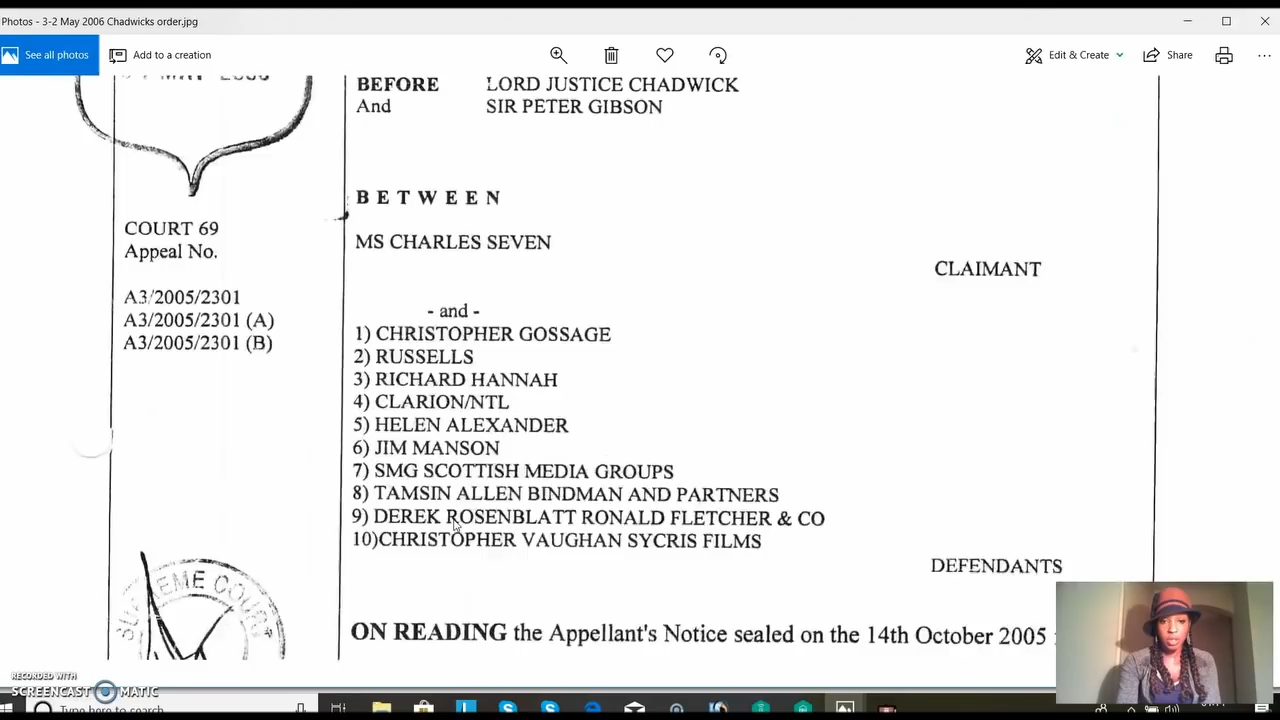 Photos - 3-2 May 2006 Chadwicks order.jpg
See all photos
Add to a creation
Edit & Create
Share
MAY
BEFORE LORD JUSTICE CHADWICK
And SIR PETER GIBSON
BETWEEN
COURT 69
Appeal No.
MS CHARLES SEVEN
CLAIMANT
A3/2005/2301
A3/2005/2301 (A)
A3/2005/2301 (B)
- and -
1) CHRISTOPHER GOSSAGE
2) RUSSELLS
3) RICHARD HANNAH
4) CLARION/NTL
5) HELEN ALEXANDER
6) JIM MANSON
7) SMG SCOTTISH MEDIA GROUPS
8) TAMSIN ALLEN BINDMAN AND PARTNERS
9) DEREK ROSENBLATT RONALD FLETCHER & CO
10)CHRISTOPHER VAUGHAN SYCRIS FILMS
DEFENDANTS
ON READING the Appellant's Notice sealed on the 14th October 2005
RECORDED WITH
SCREENCAST MATIC
Type here to search